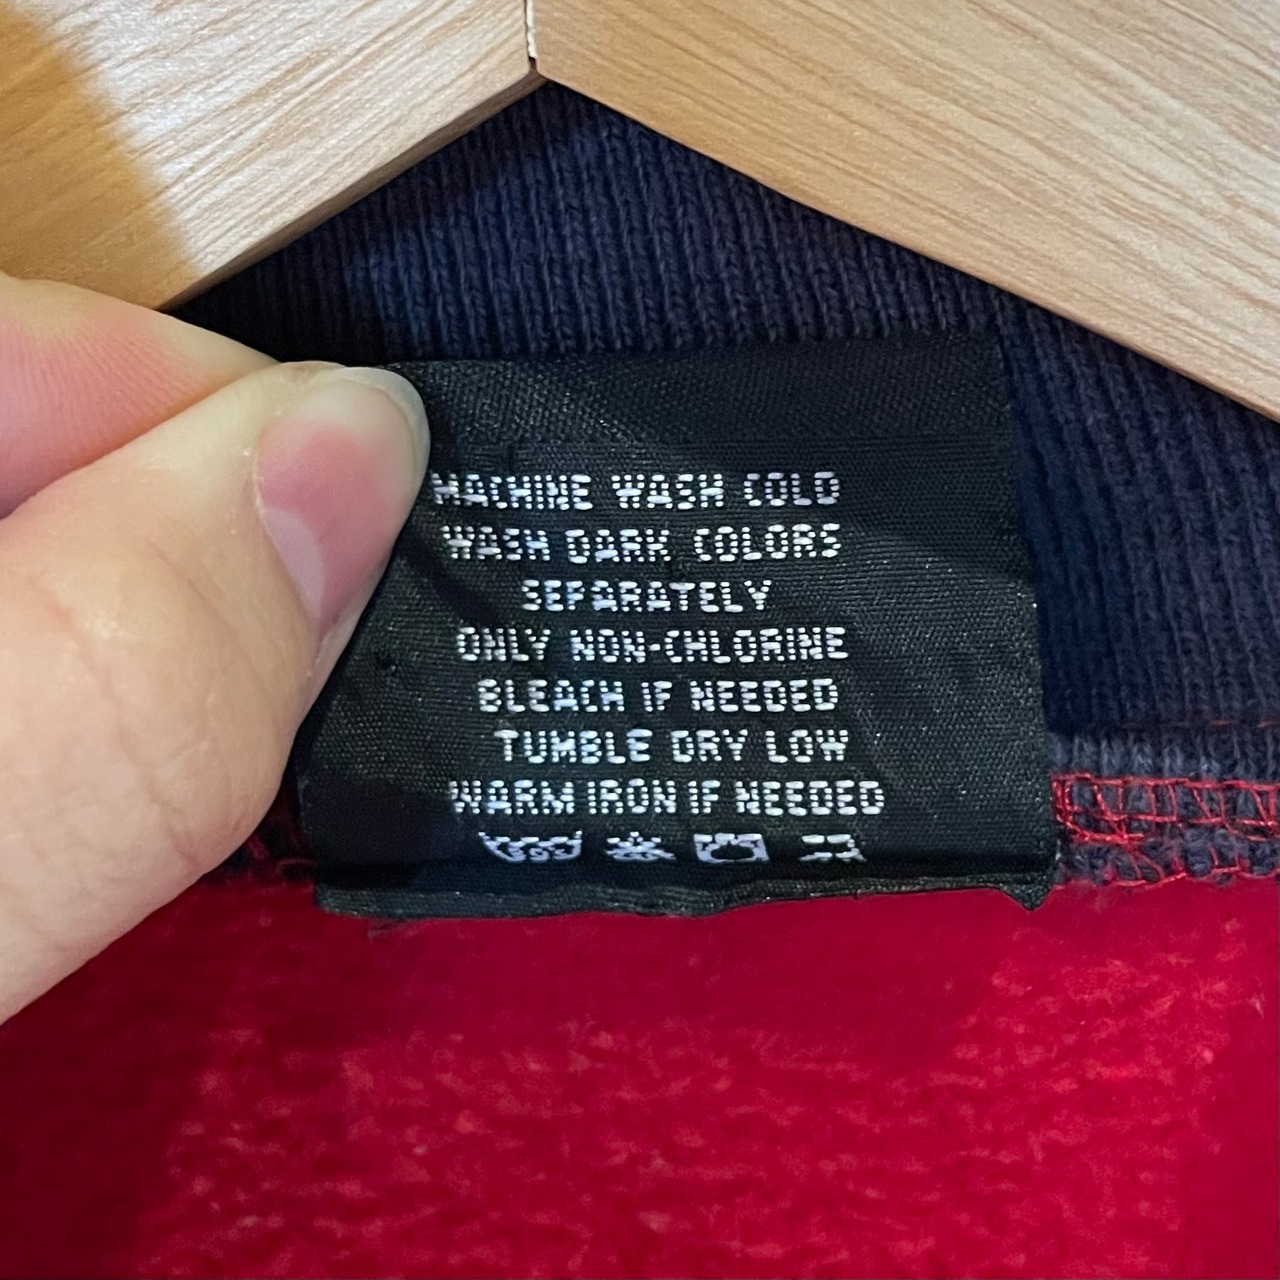 MACHINE WASH COLD
WASH DARK COLORS
SEPARATELY
ONLY NON-CHLORINE
BLEACH IF NEEDED
TUMBLE DRY LOW
WARM IRON IF NEEDED